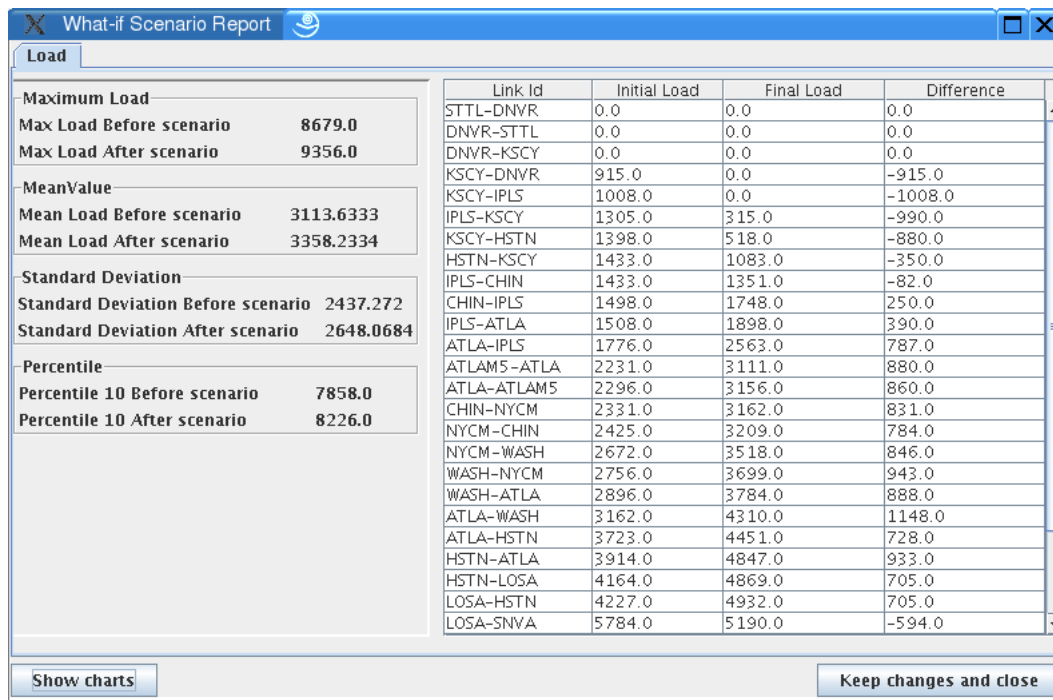 What-if Scenario Report
Load
Maximum Load
Max Load Before scenario 8679.0
Max Load After scenario 9356.0
MeanValue
Mean Load Before scenario 3113.6333
Mean Load After scenario 3358.2334
Standard Deviation
Standard Deviation Before scenario 2437.272
Standard Deviation After scenario 2648.0684
Percentile
Percentile 10 Before scenario 7858.0
Percentile 10 After scenario 8226.0
Link Id Initial Load Final Load Difference
STTL-DNVR 0.0 0.0 0.0
DNVR-STTL 0.0 0.0 0.0
DNVR-KSCY 0.0 0.0 0.0
KSCY-DNVR 915.0 0.0 -915.0
KSCY-IPLS 1008.0 0.0 -1008.0
IPLS-KSCY 1305.0 315.0 -990.0
KSCY-HSTN 1398.0 518.0 -880.0
HSTN-KSCY 1433.0 1083.0 -350.0
IPLS-CHIN 1433.0 1351.0 -82.0
CHIN-IPLS 1498.0 1748.0 250.0
IPLS-ATLA 1508.0 1898.0 390.0
ATLA-IPLS 1776.0 2563.0 787.0
ATLAM5-ATLA 2231.0 3111.0 880.0
ATLA-ATLAM5 2296.0 3156.0 860.0
CHIN-NYCM 2331.0 3162.0 831.0
NYCM-CHIN 2425.0 3209.0 784.0
NYCM-WASH 2672.0 3518.0 846.0
WASH-NYCM 2756.0 3699.0 943.0
WASH-ATLA 2896.0 3784.0 888.0
ATLA-WASH 3162.0 4310.0 1148.0
ATLA-HSTN 3723.0 4451.0 728.0
HSTN-ATLA 3914.0 4847.0 933.0
HSTN-LOSA 4164.0 4869.0 705.0
LOSA-HSTN 4227.0 4932.0 705.0
LOSA-SNVA 5784.0 5190.0 -594.0
Show charts
Keep changes and close